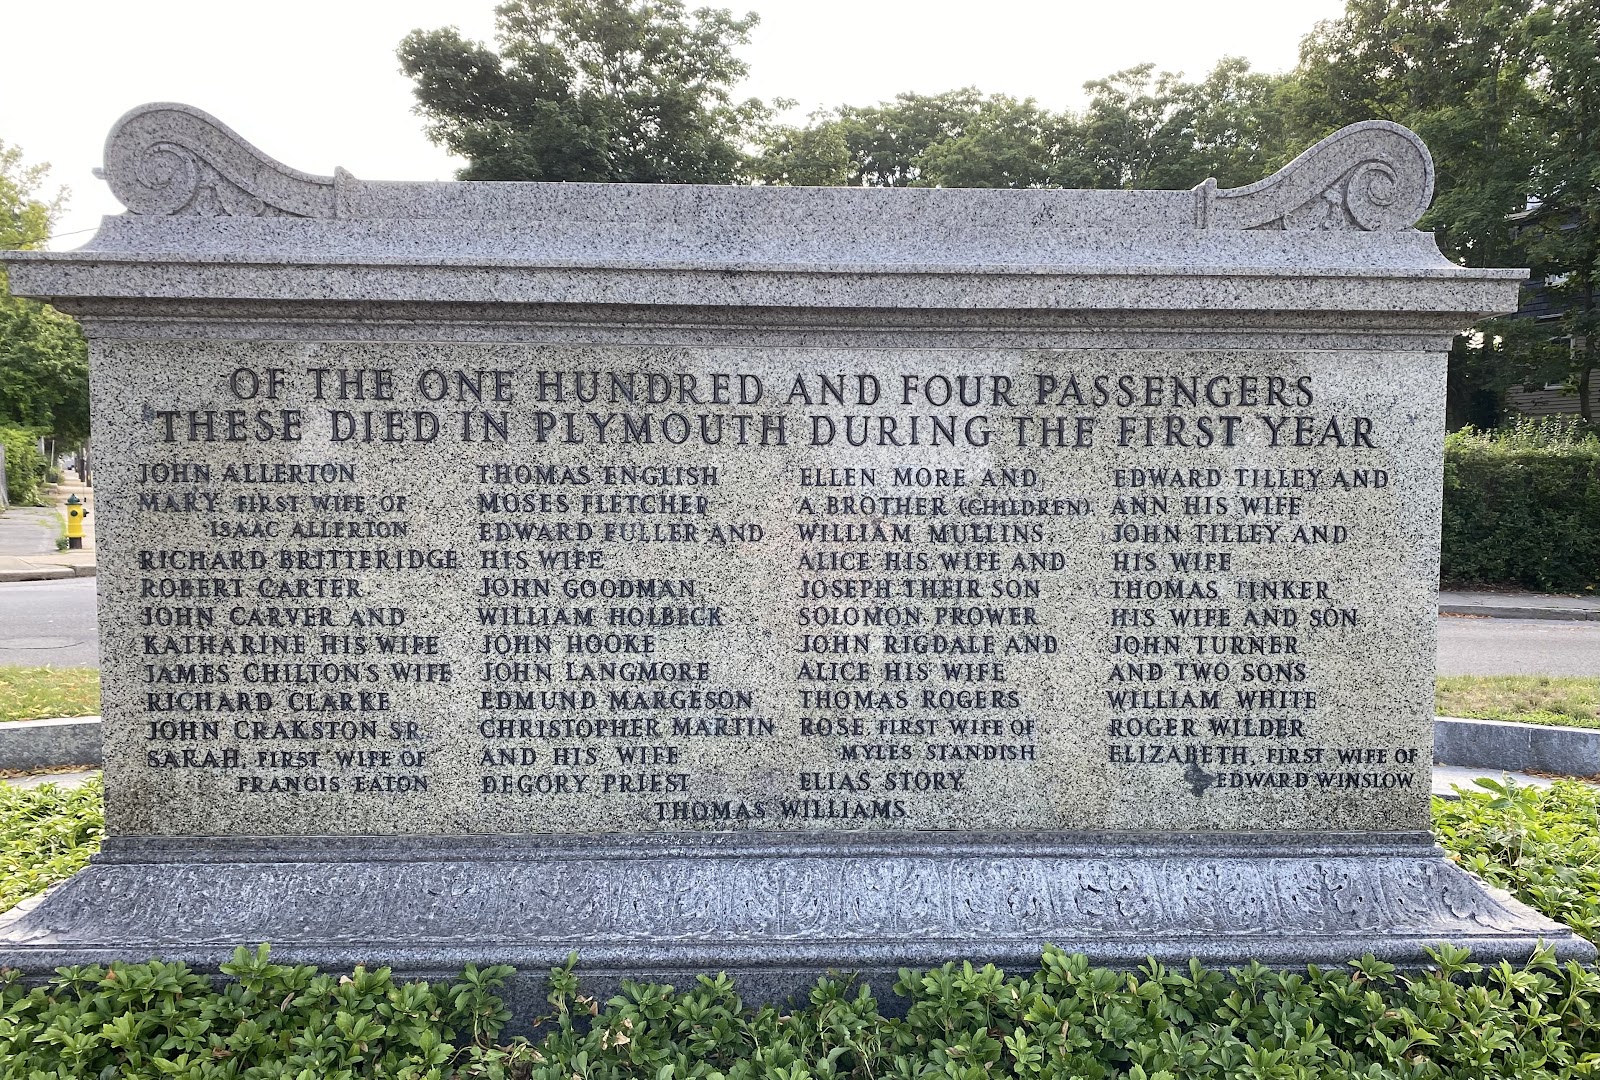 OF THE ONE HUNDRED AND FOUR PASSENGERS
THESE DIED IN PLYMOUTH DURING THE FIRST YEAR
JOHN ALLERTON
MARY FIRST WIFE OF
ISAAC ALLERTON
RICHARD BRITTERIDGE
ROBERT CARTER
JOHN CARVER AND
KATHARINE HIS WIFE
JAMES CHILTON'S WIFE
RICHARD CLARKE
JOHN CRAKSTON SR.
SARAH, FIRST WIFE OF
FRANCIS EATON
THOMAS ENGLISH
MOSES FLETCHER
EDWARD FULLER AND
HIS WIFE
JOHN GOODMAN
WILLIAM HOLBECK
JOHN HOOKE
JOHN LANGMORE
EDMUND MARGESON
CHRISTOPHER MARTIN
AND HIS WIFE
DEGORY PRIEST
ELLEN MORE AND
A BROTHER (CHILDREN)
WILLIAM MULLINS
ALICE HIS WIFE AND
JOSEPH THEIR SON
SOLOMON PROWER
JOHN RIGDALE AND
ALICE HIS WIFE
THOMAS ROGERS
ROSE, FIRST WIFE OF
MYLES STANDISH
ELIAS STORY
EDWARD TILLEY AND
ANN HIS WIFE
JOHN TILLEY AND
HIS WIFE
THOMAS TINKER
HIS WIFE AND SON
JOHN TURNER
AND TWO SONS
WILLIAM WHITE
ROGER WILDER
ELIZABETH, FIRST WIFE OF
EDWARD WINSLOW
THOMAS WILLIAMS